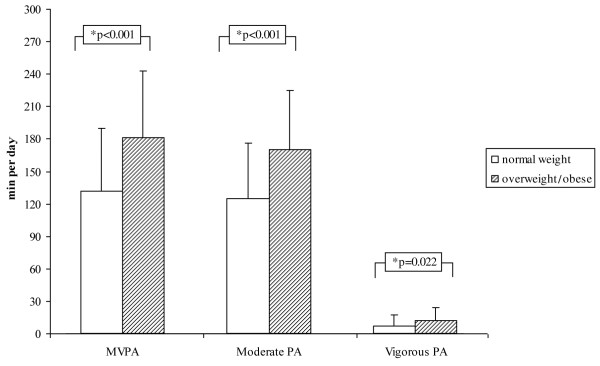 300
270
240
210
180
150
120
90
60
30
0
min per day
*p<0.001
*p<0.001
*p=0.022
MVPA
Moderate PA
Vigorous PA
normal weight
overweight/obese